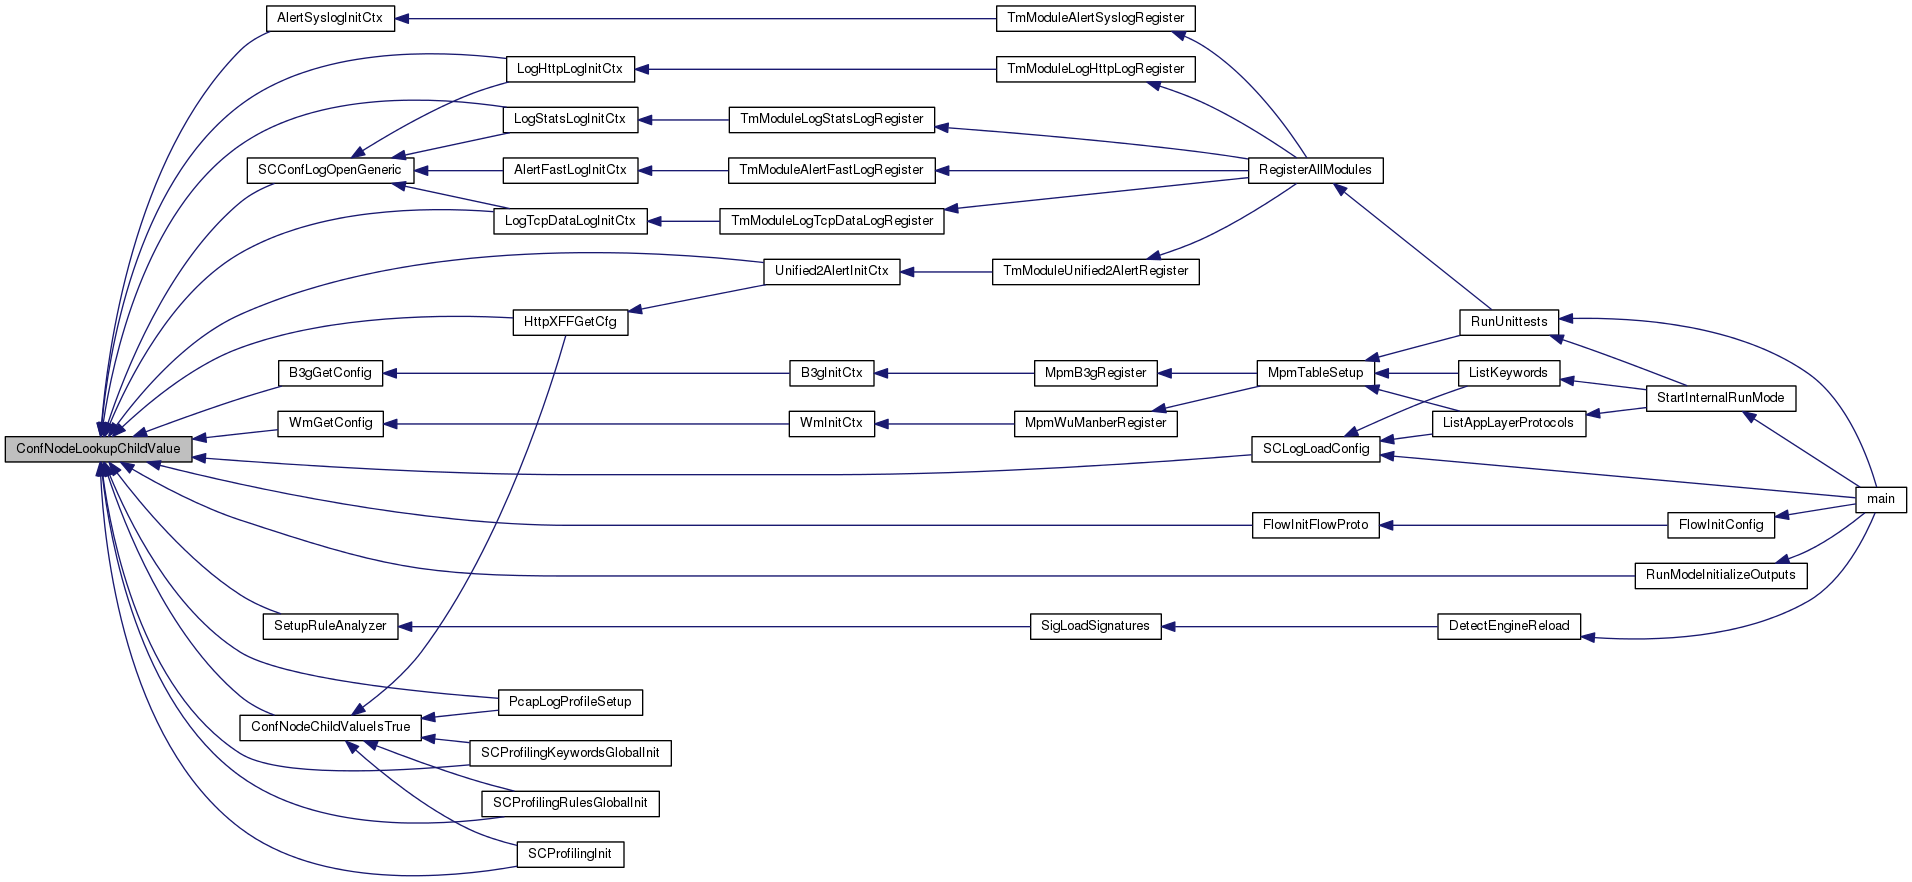 AlertSyslogInitCtx
TmModuleAlertSyslogRegister
LogHttpLogInitCtx
TmModuleLogHttpLogRegister
LogStatsLogInitCtx
TmModuleLogStatsLogRegister
SCConfLogOpenGeneric
AlertFastLogInitCtx
TmModuleAlertFastLogRegister
RegisterAllModules
LogTcpDataLogInitCtx
TmModuleLogTcpDataLogRegister
Unified2AlertInitCtx
TmModuleUnified2AlertRegister
HttpXFFGetCfg
RunUnittests
B3gGetConfig
B3gInitCtx
MpmB3gRegister
MpmTableSetup
ListKeywords
StartInternalRunMode
WmGetConfig
WmInitCtx
MpmWuManberRegister
ListAppLayerProtocols
ConfNodeLookupChildValue
SCLogLoadConfig
main
FlowInitFlowProto
FlowInitConfig
RunModeInitializeOutputs
SetupRuleAnalyzer
SigLoadSignatures
DetectEngineReload
PcapLogProfileSetup
ConfNodeChildValueIsTrue
SCProfilingKeywordsGlobalInit
SCProfilingRulesGlobalInit
SCProfilingInit